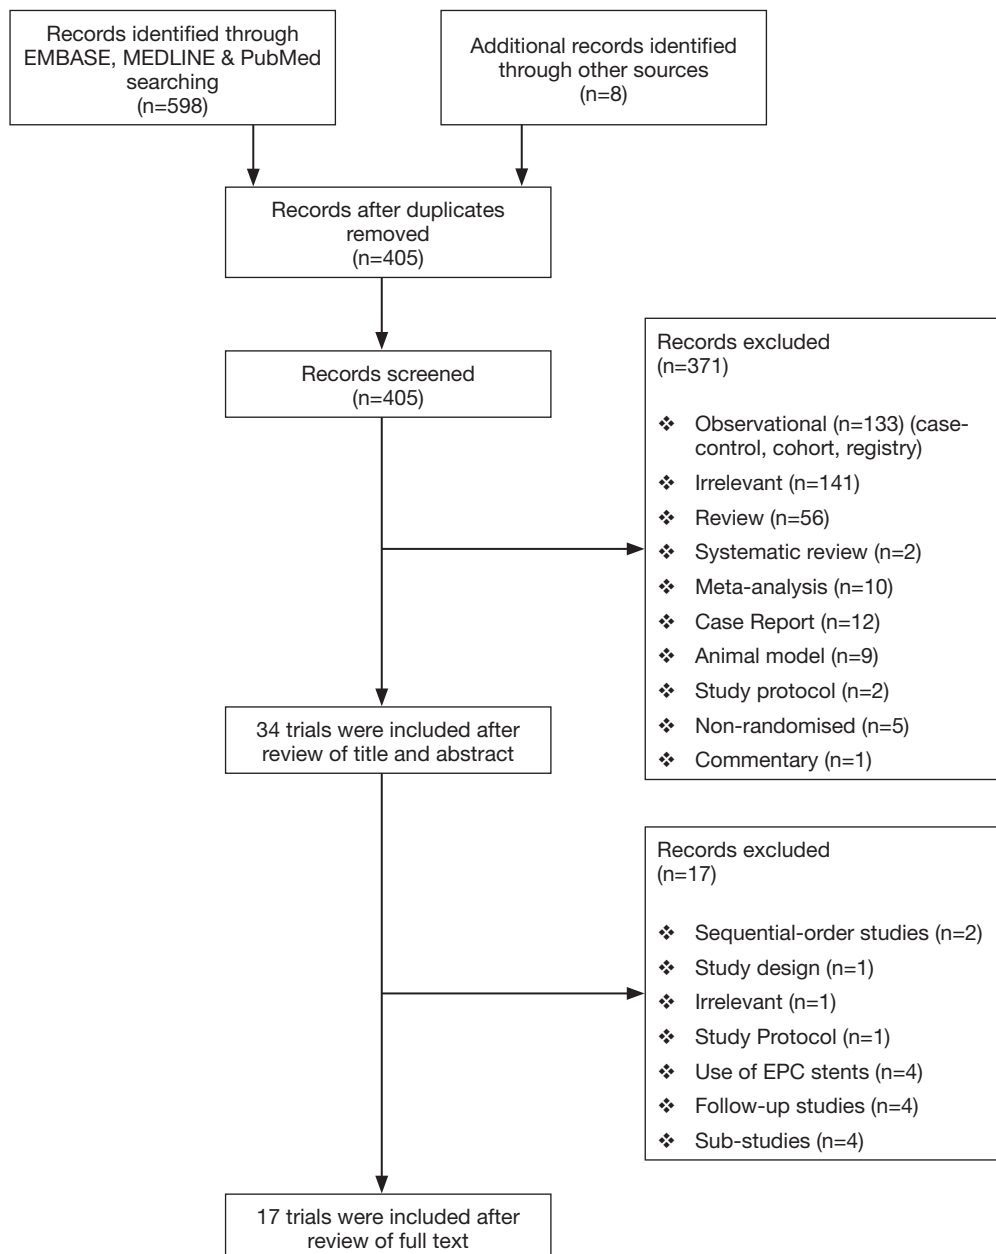 Records identified through
EMBASE, MEDLINE & PubMed
searching
(n=598)
Additional records identified
through other sources
(n=8)
Records after duplicates
removed
(n=405)
Records screened
(n=405)
Records excluded
(n=371)
❖ Observational (n=133) (case-
control, cohort, registry)
❖ Irrelevant (n=141)
❖ Review (n=56)
❖ Systematic review (n=2)
❖ Meta-analysis (n=10)
❖ Case Report (n=12)
❖ Animal model (n=9)
❖ Study protocol (n=2)
❖ Non-randomised (n=5)
❖ Commentary (n=1)
34 trials were included after
review of title and abstract
Records excluded
(n=17)
❖ Sequential-order studies (n=2)
❖ Study design (n=1)
❖ Irrelevant (n=1)
❖ Study Protocol (n=1)
❖ Use of EPC stents (n=4)
❖ Follow-up studies (n=4)
❖ Sub-studies (n=4)
17 trials were included after
review of full text